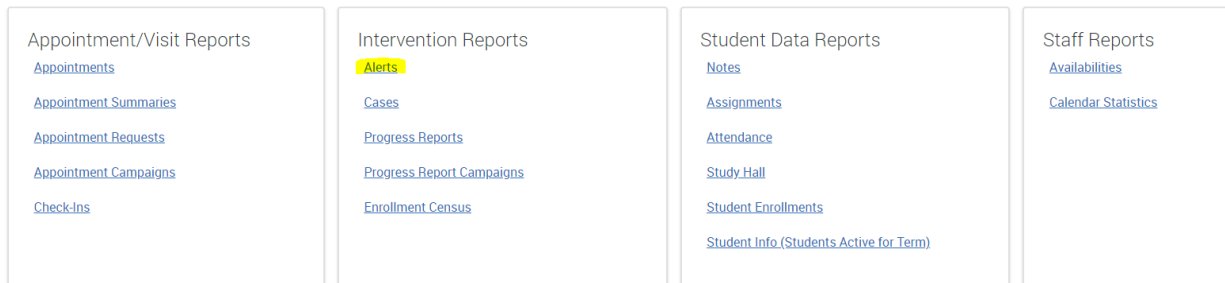 Appointment/Visit Reports
Appointments
Appointment Summaries
Appointment Requests
Appointment Campaigns
Check-Ins
Intervention Reports
Alerts
Cases
Progress Reports
Progress Report Campaigns
Enrollment Census
Student Data Reports
Notes
Assignments
Attendance
Study Hall
Student Enrollments
Student Info (Students Active for Term)
Staff Reports
Availabilities
Calendar Statistics